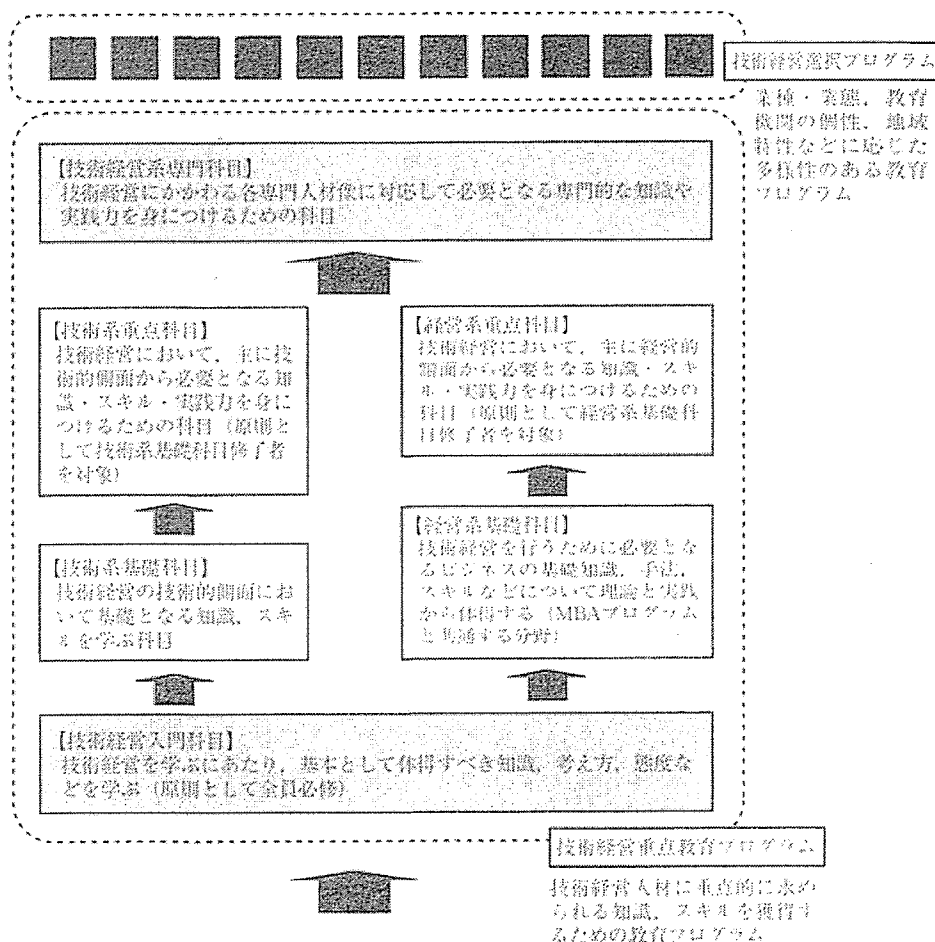 技術経営選択プログラム
業種・業態，教育
機関の個性，地域
特性などに応じた
多様性のある教育
プログラム
【技術経営系専門科目】
技術経営にかかわる各専門人材像に対応して必要となる専門的な知識や
実践力を身につけるための科目
【技術系重点科目】
技術経営において，主に技
術的側面から必要となる知
識・スキル・実践力を身に
つけるための科目（原則と
して技術系基礎科目修了者
を対象）
【経営系重点科目】
技術経営において，主に経営的
側面から必要となる知識・スキ
ル・実践力を身につけるための
科目（原則として経営系基礎科
目修了者を対象）
【技術系基礎科目】
技術経営の技術的側面にお
いて基礎となる知識，スキ
ルを学ぶ科目
【経営系基礎科目】
技術経営を行うために必要とな
るビジネスの基礎知識，手法，
スキルなどについて理論と実践
から体得する（MBAプログラム
と共通する分野）
【技術経営入門科目】
技術経営を学ぶにあたり，基本として体得すべき知識，考え方，態度な
どを学ぶ（原則として全員必修）
技術経営重点教育プログラム
技術経営人材に重点的に求め
られる知識，スキルを獲得す
るための教育プログラム